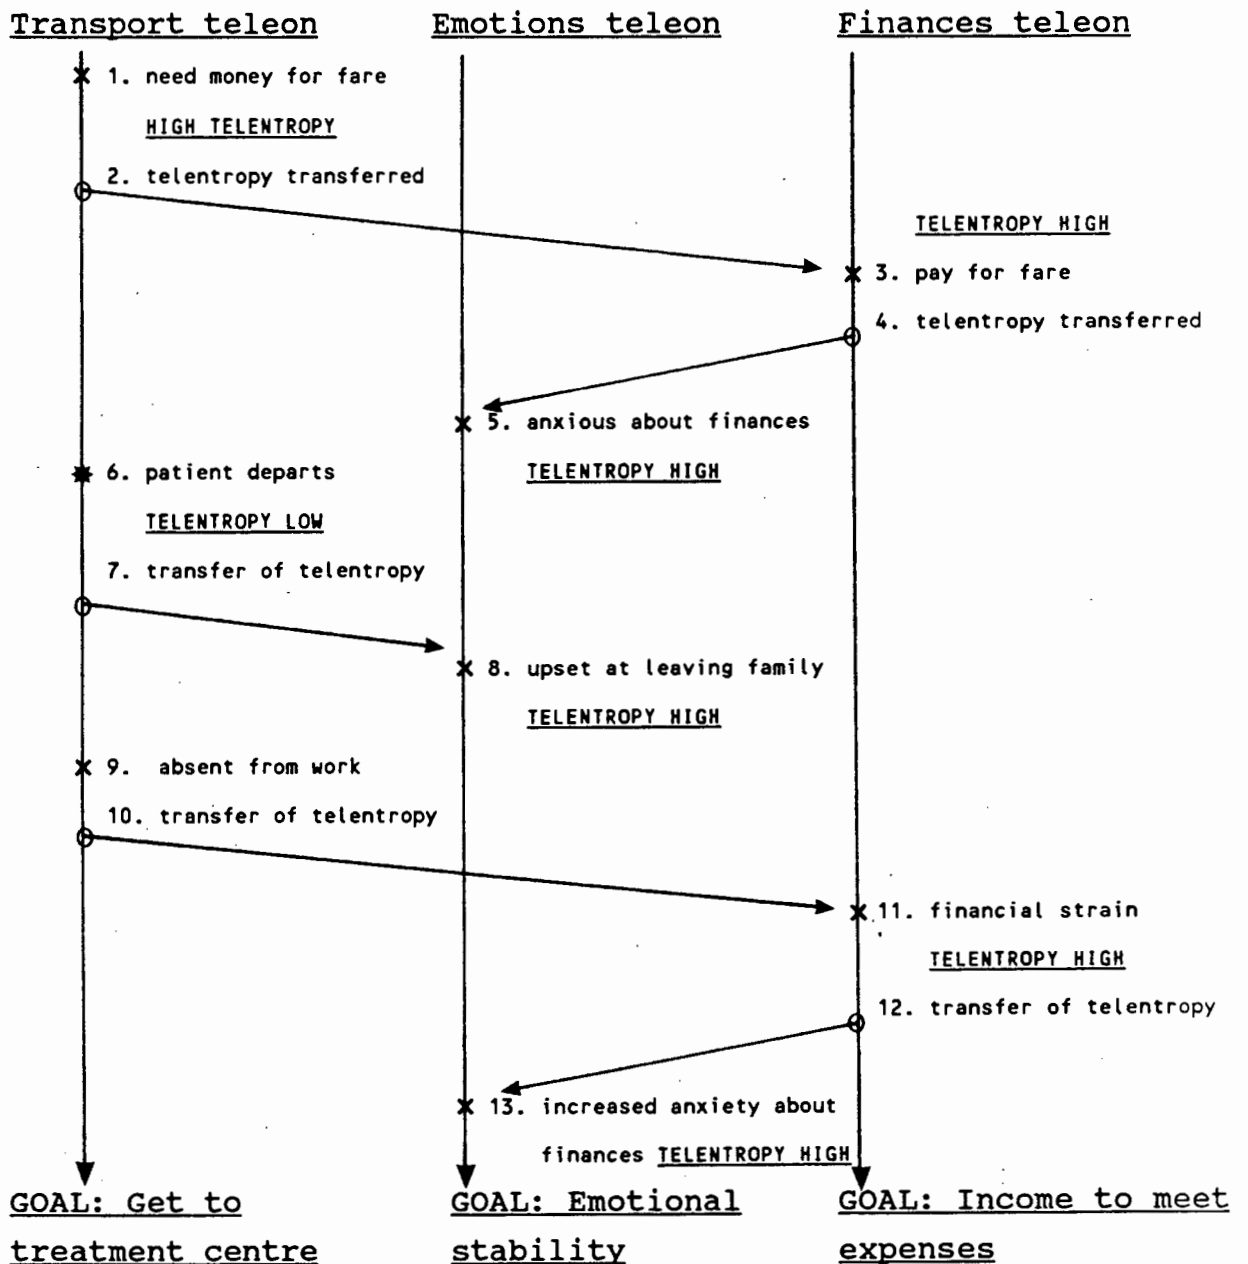 Transport teleon
Emotions teleon
Finances teleon
1. need money for fare
HIGH TELENTROPY
2. telentropy transferred
TELENTROPY HIGH
3. pay for fare
4. telentropy transferred
5. anxious about finances
TELENTROPY HIGH
6. patient departs
TELENTROPY LOW
7. transfer of telentropy
8. upset at leaving family
TELENTROPY HIGH
9. absent from work
10. transfer of telentropy
11. financial strain
TELENTROPY HIGH
12. transfer of telentropy
13. increased anxiety about
finances TELENTROPY HIGH
GOAL: Get to
treatment centre
GOAL: Emotional
stability
GOAL: Income to meet
expenses